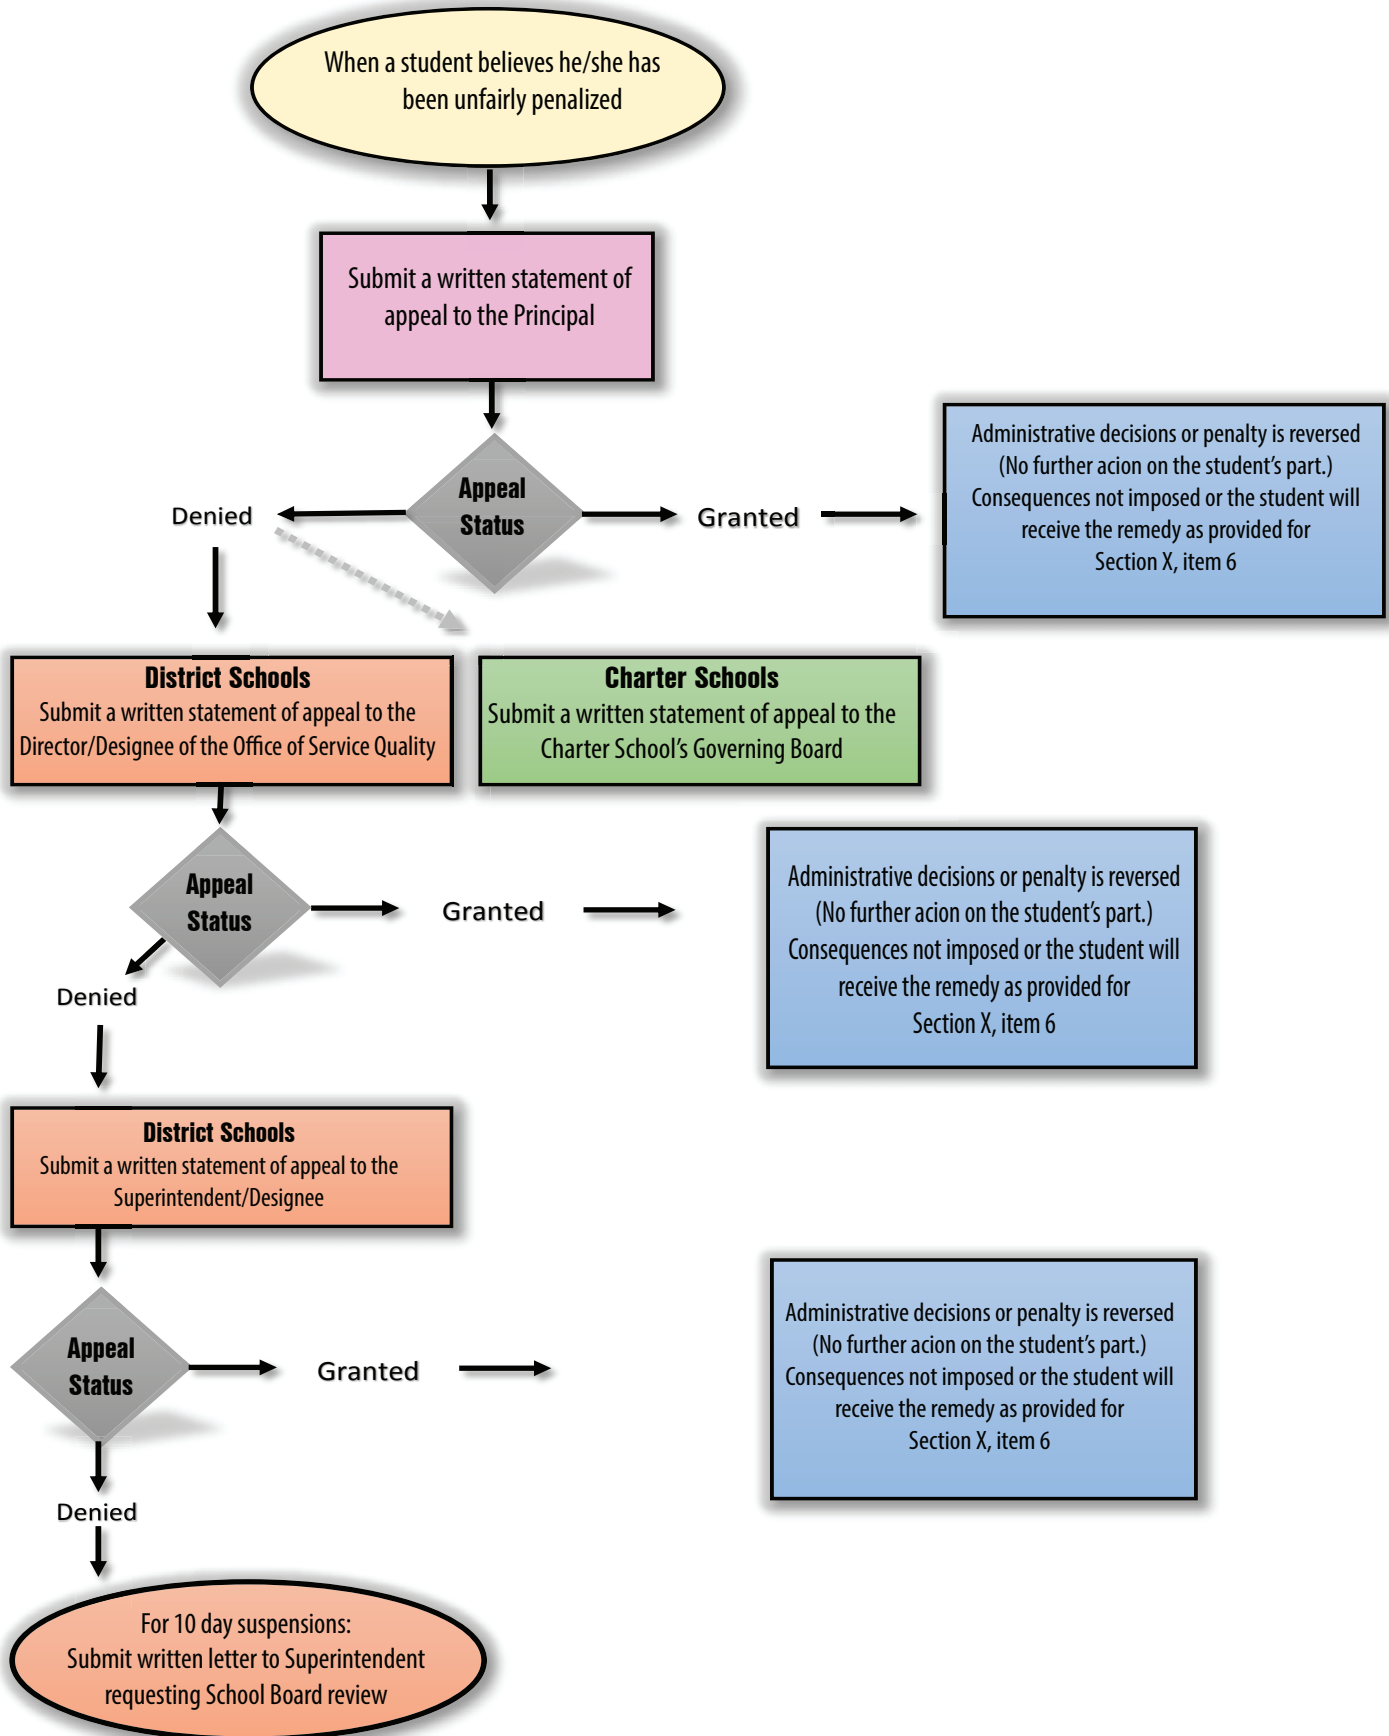 When a student believes he/she has
been unfairly penalized
Submit a written statement of
appeal to the Principal
Appeal
Status
Denied
Granted
Administrative decisions or penalty is reversed
(No further acion on the student’s part.)
Consequences not imposed or the student will
receive the remedy as provided for
Section X, item 6
District Schools
Submit a written statement of appeal to the
Director/Designee of the Office of Service Quality
Charter Schools
Submit a written statement of appeal to the
Charter School’s Governing Board
Appeal
Status
Granted
Administrative decisions or penalty is reversed
(No further acion on the student’s part.)
Consequences not imposed or the student will
receive the remedy as provided for
Section X, item 6
Denied
District Schools
Submit a written statement of appeal to the
Superintendent/Designee
Appeal
Status
Granted
Administrative decisions or penalty is reversed
(No further acion on the student’s part.)
Consequences not imposed or the student will
receive the remedy as provided for
Section X, item 6
Denied
For 10 day suspensions:
Submit written letter to Superintendent
requesting School Board review